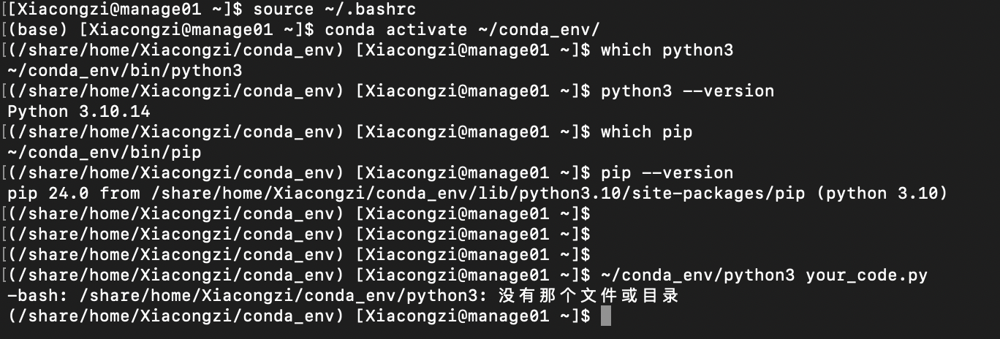 [[Xiacongzi@manage01 ~]$ source ~/.bashrc
[(base) [Xiacongzi@manage01 ~]$ conda activate ~/conda_env/
[(/share/home/Xiacongzi/conda_env) [Xiacongzi@manage01 ~]$ which python3
~/conda_env/bin/python3
[(/share/home/Xiacongzi/conda_env) [Xiacongzi@manage01 ~]$ python3 --version
Python 3.10.14
[(/share/home/Xiacongzi/conda_env) [Xiacongzi@manage01 ~]$ which pip
~/conda_env/bin/pip
[(/share/home/Xiacongzi/conda_env) [Xiacongzi@manage01 ~]$ pip --version
pip 24.0 from /share/home/Xiacongzi/conda_env/lib/python3.10/site-packages/pip (python 3.10)
[(/share/home/Xiacongzi/conda_env) [Xiacongzi@manage01 ~]$
[(/share/home/Xiacongzi/conda_env) [Xiacongzi@manage01 ~]$
[(/share/home/Xiacongzi/conda_env) [Xiacongzi@manage01 ~]$
[(/share/home/Xiacongzi/conda_env) [Xiacongzi@manage01 ~]$ ~/conda_env/python3 your_code.py
-bash: /share/home/Xiacongzi/conda_env/python3: 没有那个文件或目录
(/share/home/Xiacongzi/conda_env) [Xiacongzi@manage01 ~]$